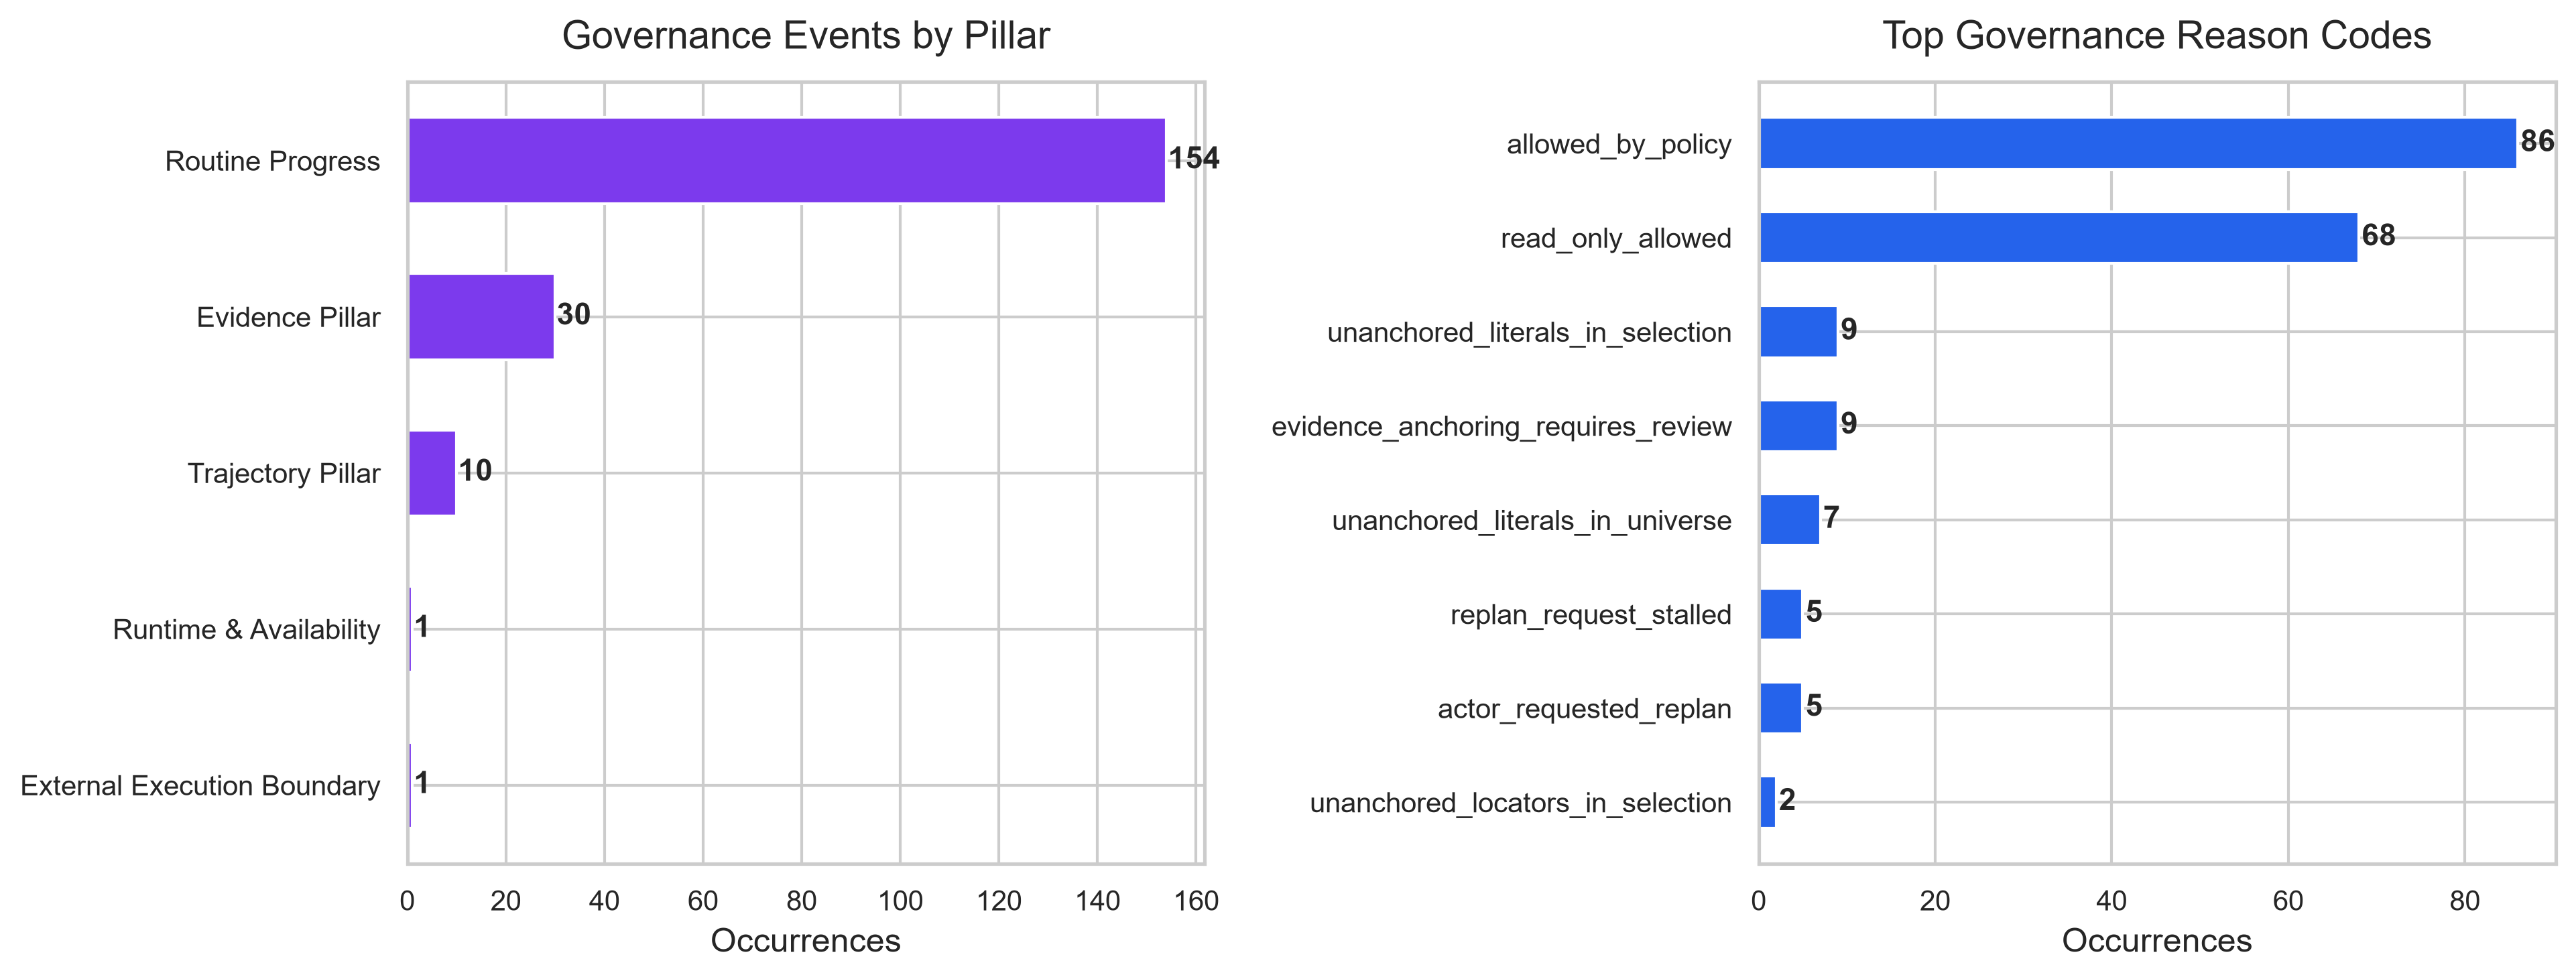 Governance Events by Pillar
Routine Progress
154
Evidence Pillar
30
Trajectory Pillar
10
Runtime & Availability
1
External Execution Boundary
1
0 20 40 60 80 100 120 140 160
Occurrences
Top Governance Reason Codes
allowed_by_policy
86
read_only_allowed
68
unanchored_literals_in_selection
9
evidence_anchoring_requires_review
9
unanchored_literals_in_universe
7
replan_request_stalled
5
actor_requested_replan
5
unanchored_locators_in_selection
2
0 20 40 60 80
Occurrences